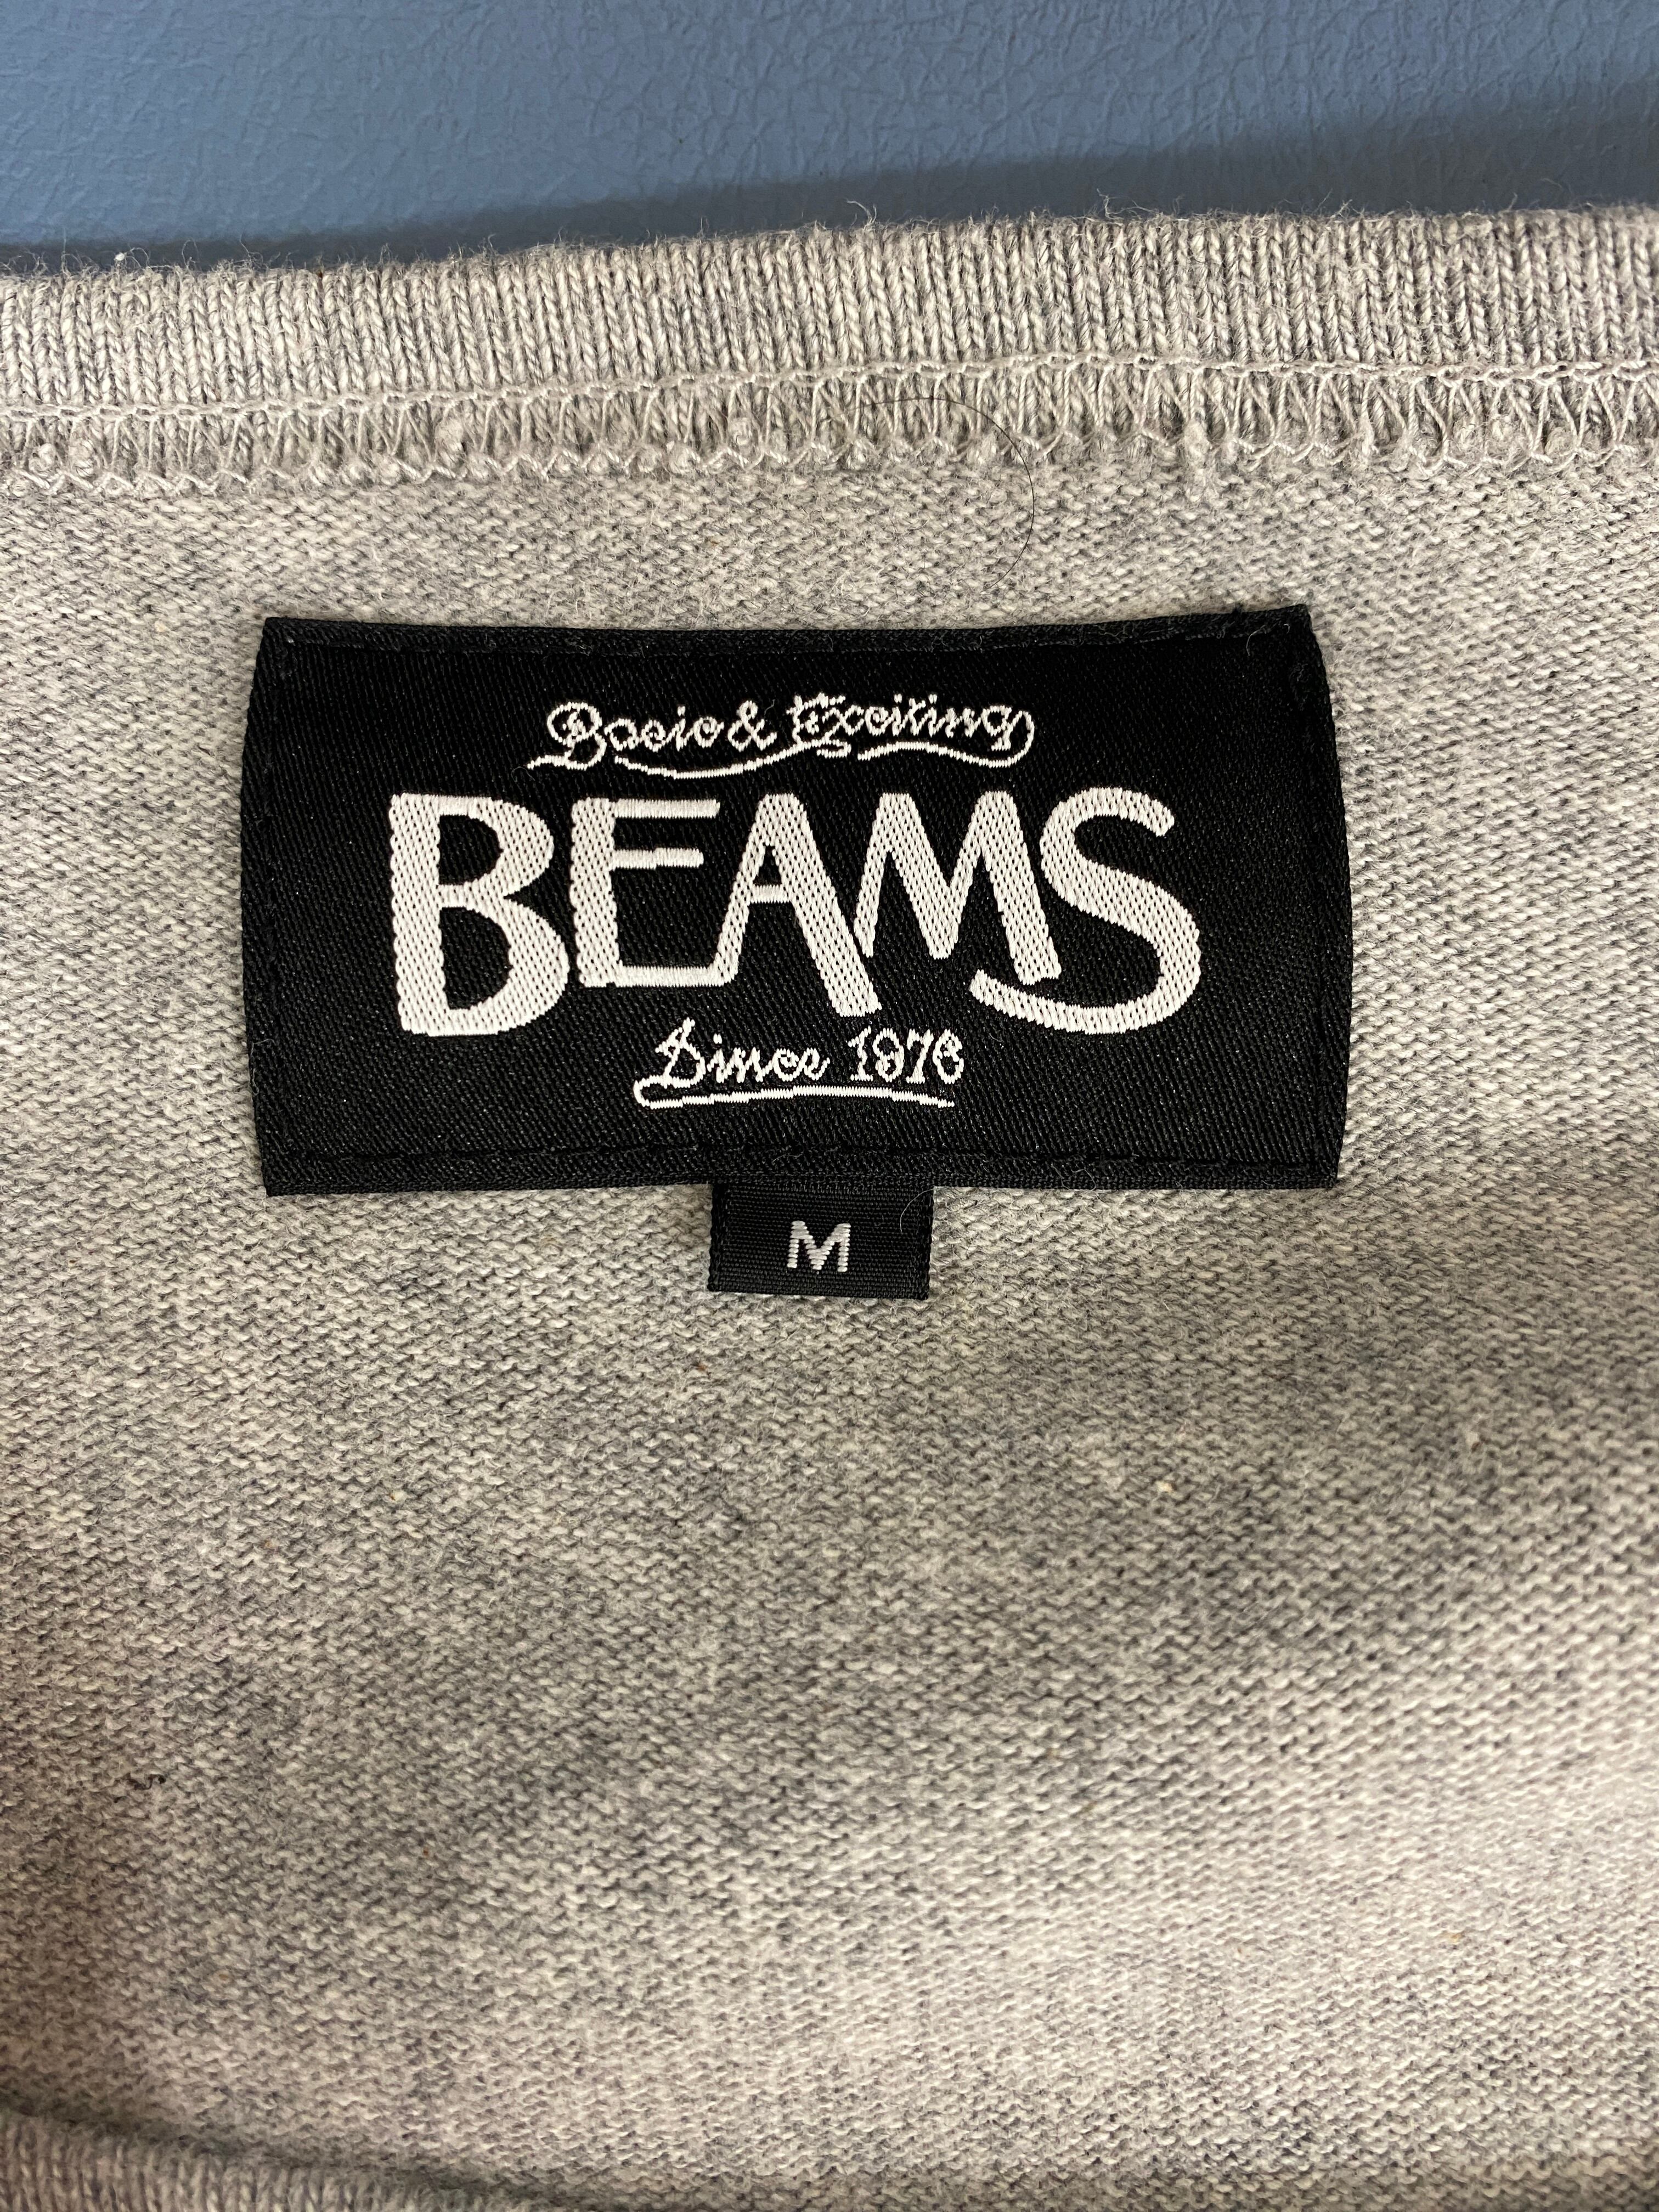 Basic & Exciting
BEAMS
Since 1976
M